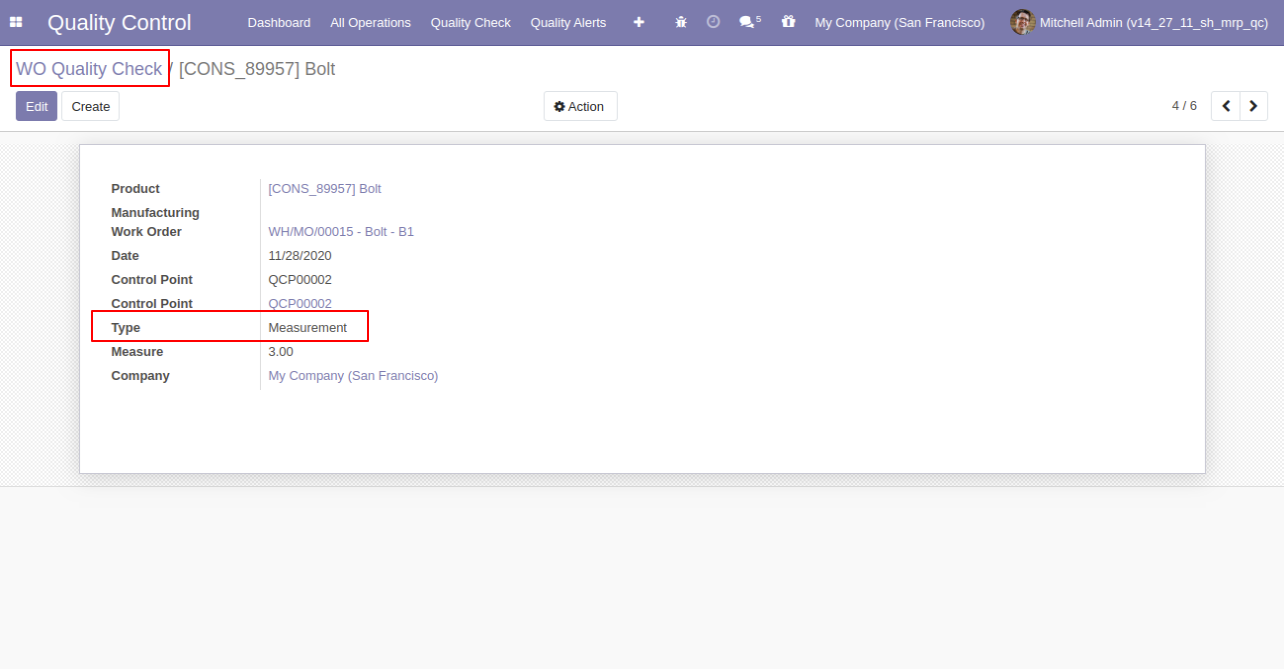 Quality Control Dashboard All Operations Quality Check Quality Alerts 5 My Company (San Francisco) Mitchell Admin (v14_27_11_sh_mrp_qc)
WO Quality Check / [CONS_89957] Bolt
Edit Create Action 4 / 6
Product [CONS_89957] Bolt
Manufacturing
Work Order WH/MO/00015 - Bolt - B1
Date 11/28/2020
Control Point QCP00002
Control Point QCP00002
Type Measurement
Measure 3.00
Company My Company (San Francisco)